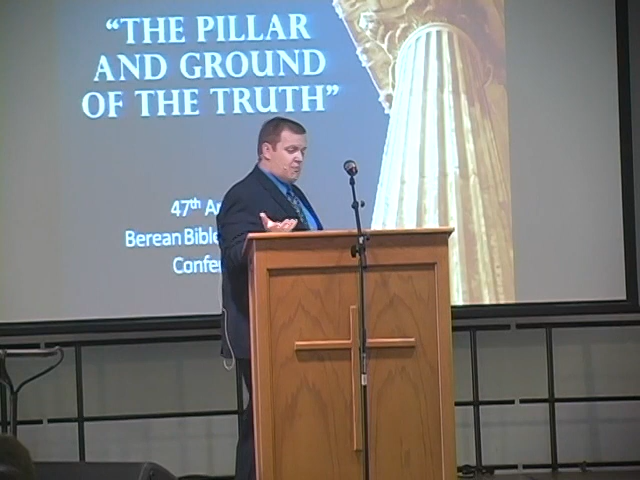 “THE PILLAR
AND GROUND
OF THE TRUTH”
47th
Berean Bible